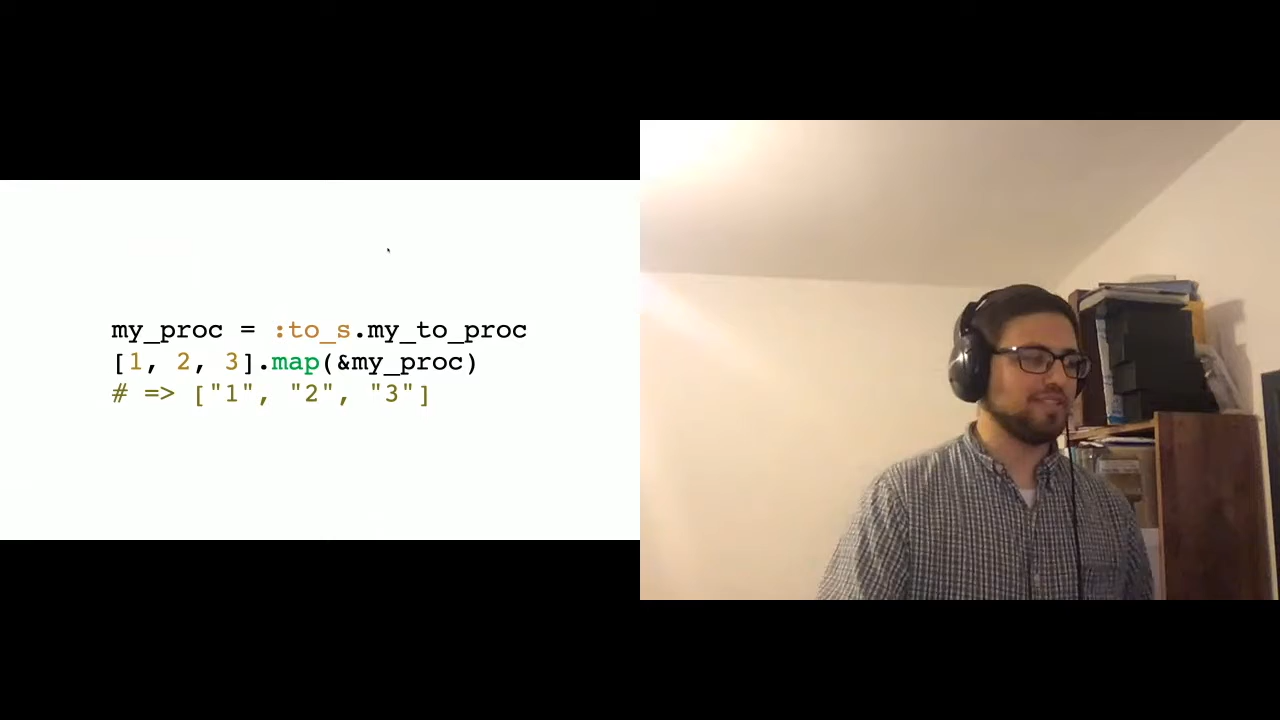 my_proc = :to_s.my_to_proc
[1, 2, 3].map(&my_proc)
# => ["1", "2", "3"]